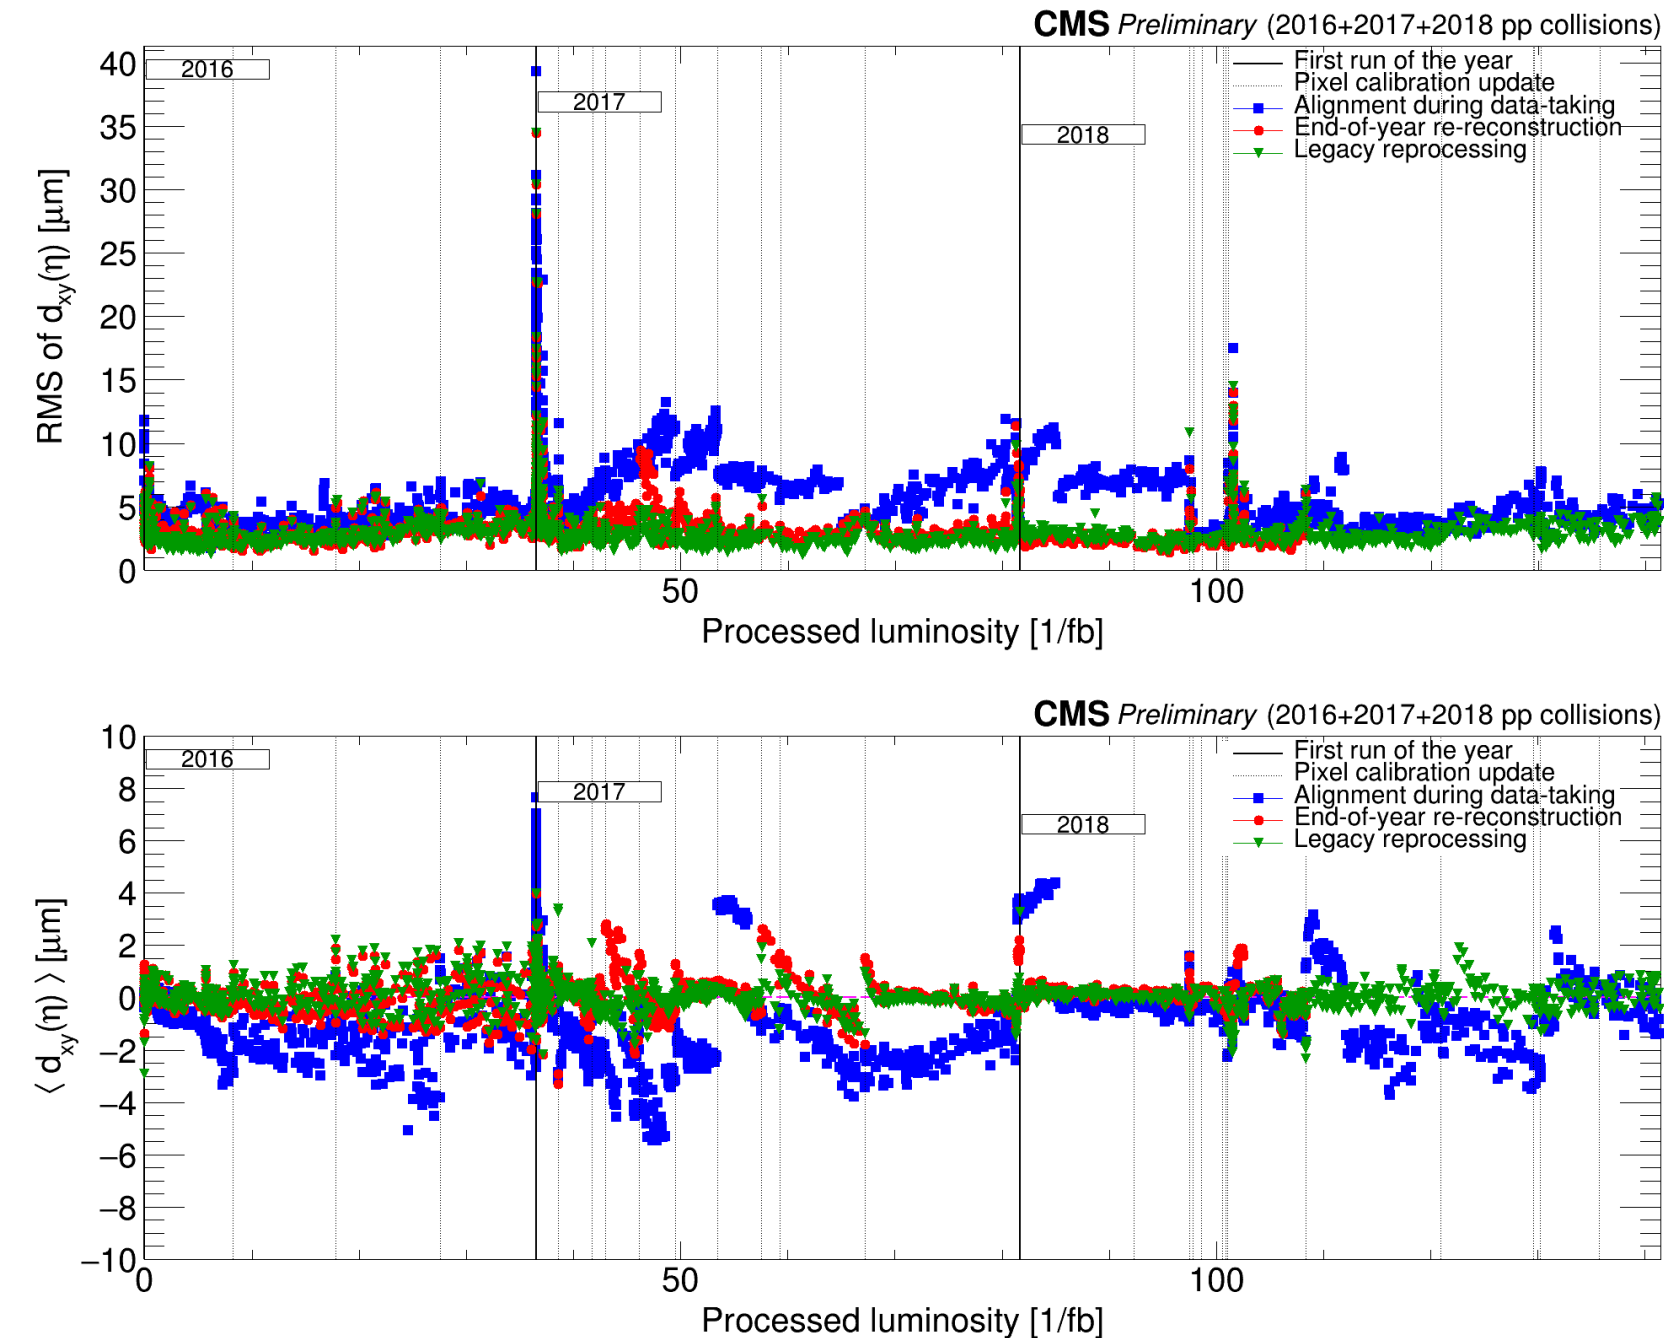 CMS Preliminary (2016+2017+2018 pp collisions)
RMS of dxy(η) [μm]
40
35
30
25
20
15
10
5
0
2016
2017
2018
First run of the year
Pixel calibration update
Alignment during data-taking
End-of-year re-reconstruction
Legacy reprocessing
50
100
Processed luminosity [1/fb]
CMS Preliminary (2016+2017+2018 pp collisions)
⟨ dxy(η) ⟩ [μm]
10
8
6
4
2
0
−2
−4
−6
−8
−10
2016
2017
2018
First run of the year
Pixel calibration update
Alignment during data-taking
End-of-year re-reconstruction
Legacy reprocessing
0
50
100
Processed luminosity [1/fb]